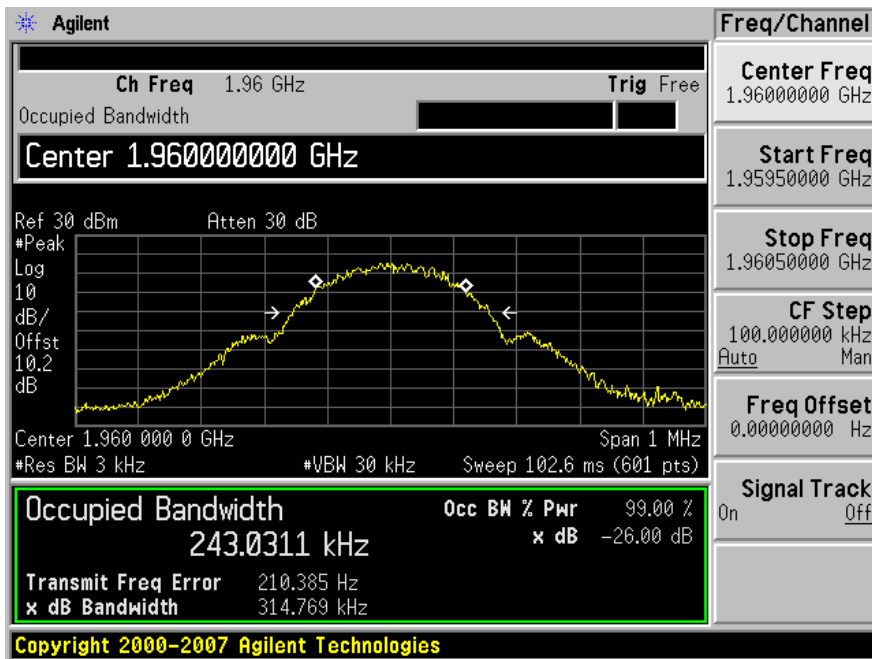 Agilent
Freq/Channel
Ch Freq 1.96 GHz Trig Free
Occupied Bandwidth
Center 1.960000000 GHz
Ref 30 dBm Atten 30 dB
#Peak
Log
10
dB/
Offst
10.2
dB
Center 1.960 000 0 GHz Span 1 MHz
#Res BW 3 kHz #VBW 30 kHz Sweep 102.6 ms (601 pts)
Occupied Bandwidth Occ BW % Pwr 99.00 %
243.0311 kHz x dB -26.00 dB
Transmit Freq Error 210.385 Hz
x dB Bandwidth 314.769 kHz
Copyright 2000-2007 Agilent Technologies
Center Freq
1.96000000 GHz
Start Freq
1.95950000 GHz
Stop Freq
1.96050000 GHz
CF Step
100.000000 kHz
Auto Man
Freq Offset
0.00000000 Hz
Signal Track
On Off